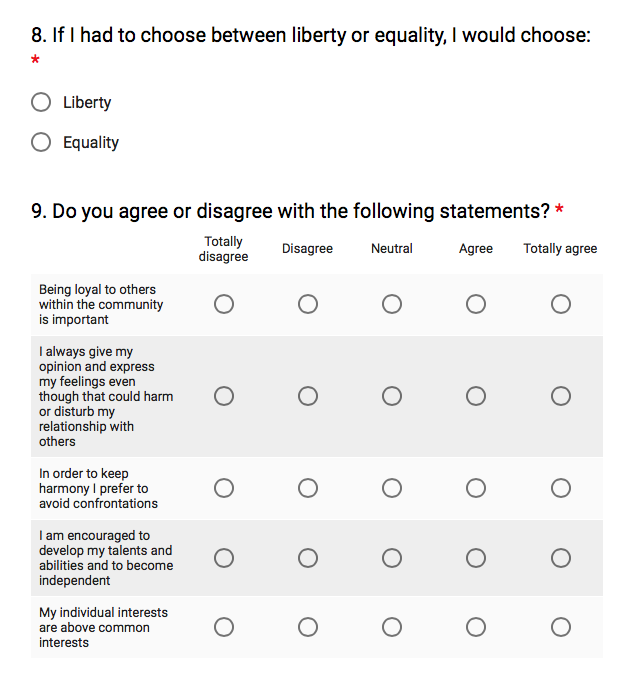 8. If I had to choose between liberty or equality, I would choose:
*
Liberty
Equality
9. Do you agree or disagree with the following statements? *
Totally
disagree
Disagree
Neutral
Agree
Totally agree
Being loyal to others
within the community
is important
I always give my
opinion and express
my feelings even
though that could harm
or disturb my
relationship with
others
In order to keep
harmony I prefer to
avoid confrontations
I am encouraged to
develop my talents and
abilities and to become
independent
My individual interests
are above common
interests